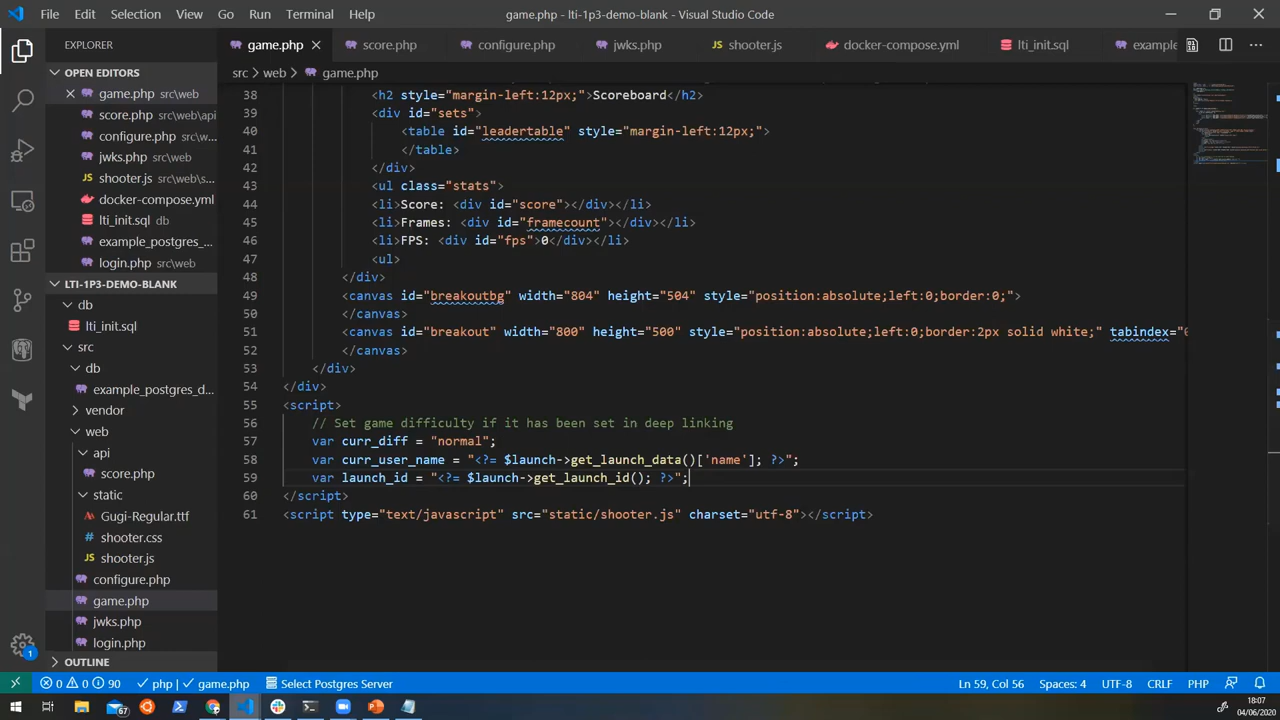 File Edit Selection View Go Run Terminal Help
game.php - lti-1p3-demo-blank - Visual Studio Code
EXPLORER
game.php score.php configure.php jwks.php shooter.js docker-compose.yml lti_init.sql example
src > web > game.php
OPEN EDITORS
game.php src\web
score.php src\web\api
configure.php src\w...
jwks.php src\web
shooter.js src\web\s...
docker-compose.yml
lti_init.sql db
example_postgres_...
login.php src\web
LTI-1P3-DEMO-BLANK
db
lti_init.sql
src
db
example_postgres_d...
vendor
web
api
score.php
static
Gugi-Regular.ttf
shooter.css
shooter.js
configure.php
game.php
jwks.php
login.php
OUTLINE
38 <h2 style="margin-left:12px;">Scoreboard</h2>
39 <div id="sets">
40 <table id="leadertable" style="margin-left:12px;">
41 </table>
42 </div>
43 <ul class="stats">
44 <li>Score: <div id="score"></div></li>
45 <li>Frames: <div id="framecount"></div></li>
46 <li>FPS: <div id="fps">0</div></li>
47 <ul>
48 </div>
49 <canvas id="breakoutbg" width="804" height="504" style="position:absolute;left:0;border:0;">
50 </canvas>
51 <canvas id="breakout" width="800" height="500" style="position:absolute;left:0;border:2px solid white;" tabindex="0
52 </canvas>
53 </div>
54 </div>
55 <script>
56 // Set game difficulty if it has been set in deep linking
57 var curr_diff = "normal";
58 var curr_user_name = "<?= $launch->get_launch_data()['name']; ?>";
59 var launch_id = "<?= $launch->get_launch_id(); ?>";
60 </script>
61 <script type="text/javascript" src="static/shooter.js" charset="utf-8"></script>
0 0 90 php game.php Select Postgres Server Ln 59, Col 56 Spaces: 4 UTF-8 CRLF PHP
1
67
18:07
04/06/2020